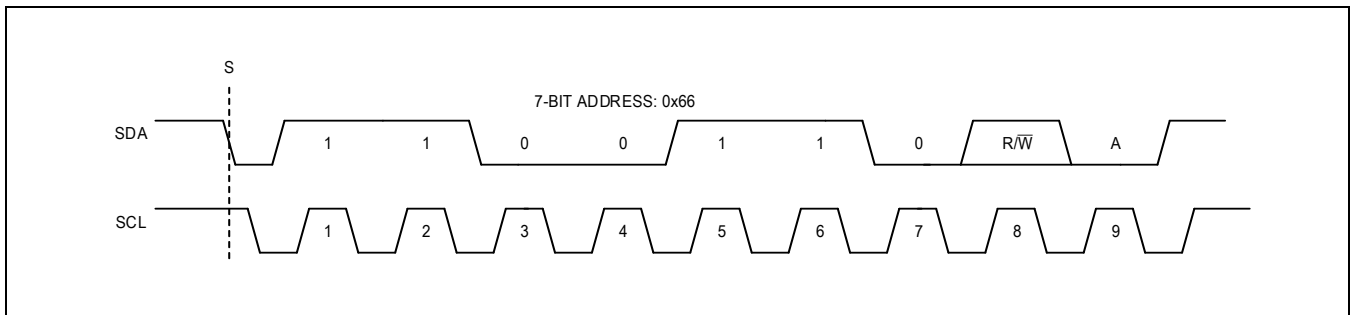 S
7-BIT ADDRESS: 0x66
SDA
1 1 0 0 1 1 0 R/W̅ A
SCL
1 2 3 4 5 6 7 8 9